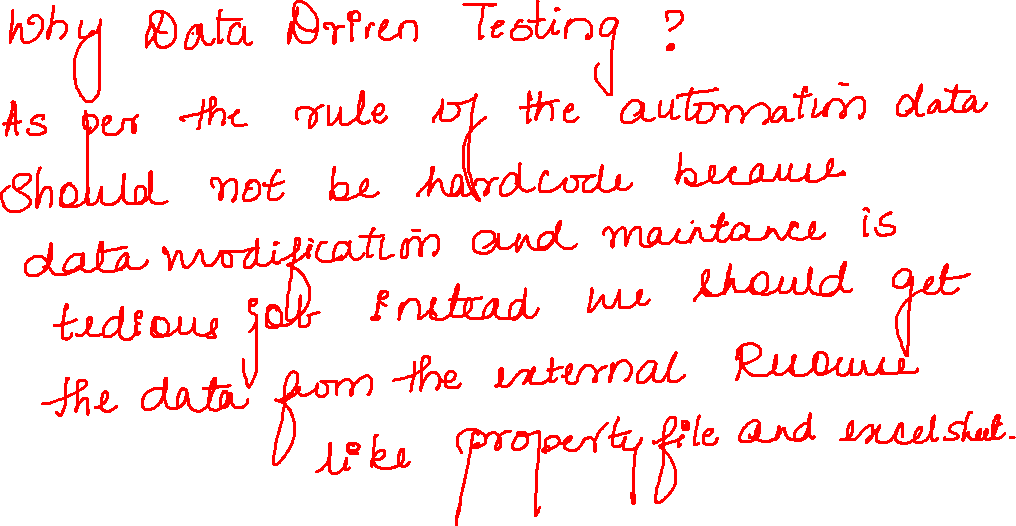 Why Data Driven Testing ?
As per the rule of the automation data
Should not be hardcode because
data modification and maintance is
tedious job instead we should get
the data from the external Resource
like property file and excel sheet.